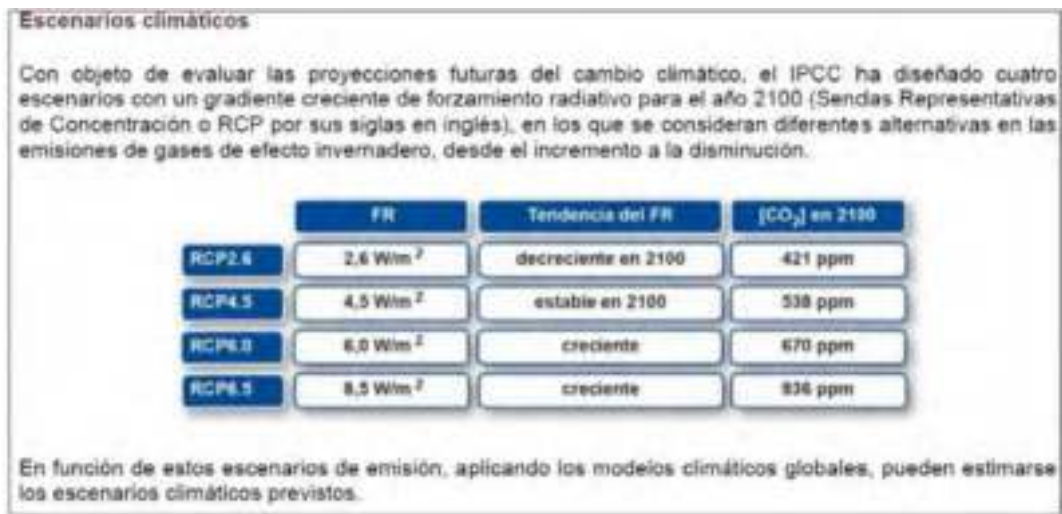 Escenarios climáticos
Con objeto de evaluar las proyecciones futuras del cambio climático, el IPCC ha diseñado cuatro
escenarios con un gradiente creciente de forzamiento radiativo para el año 2100 (Sendas Representativas
de Concentración o RCP por sus siglas en inglés), en los que se consideran diferentes alternativas en las
emisiones de gases de efecto invernadero, desde el incremento a la disminución.
FR Tendencia del FR [CO2] en 2100
RCP2.6 2,6 W/m 2 decreciente en 2100 421 ppm
RCP4.5 4,5 W/m 2 estable en 2100 538 ppm
RCP6.0 6,0 W/m 2 creciente 670 ppm
8,5 W/m 2 creciente 936 ppm
En función de estos escenarios de emisión, aplicando los modelos climáticos globales, pueden estimarse
los escenarios climáticos previstos.